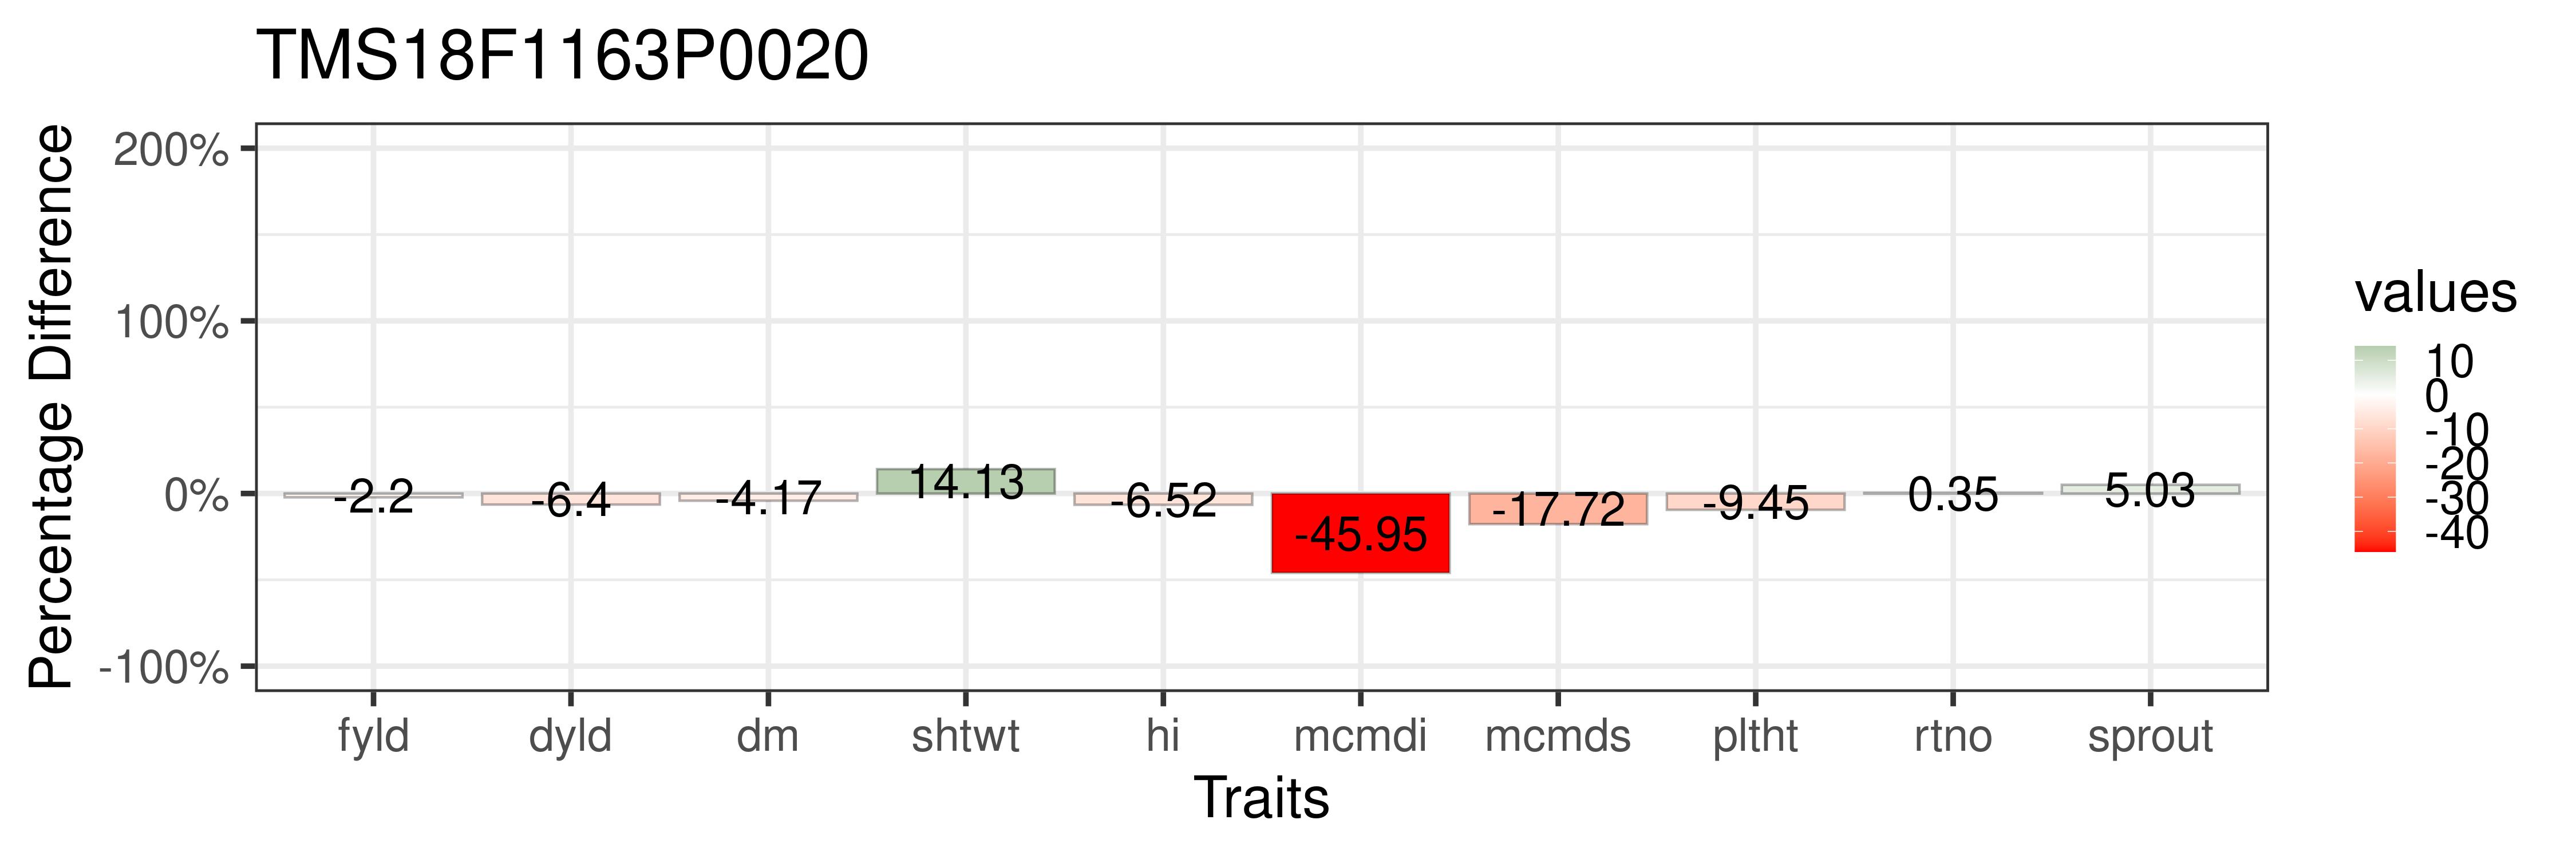 TMS18F1163P0020
Percentage Difference
200%
100%
0%
-100%
-2.2
-6.4
-4.17
14.13
-6.52
-45.95
-17.72
-9.45
0.35
5.03
fyld
dyld
dm
shtwt
hi
mcmdi
mcmds
pltht
rtno
sprout
Traits
values
10
0
-10
-20
-30
-40